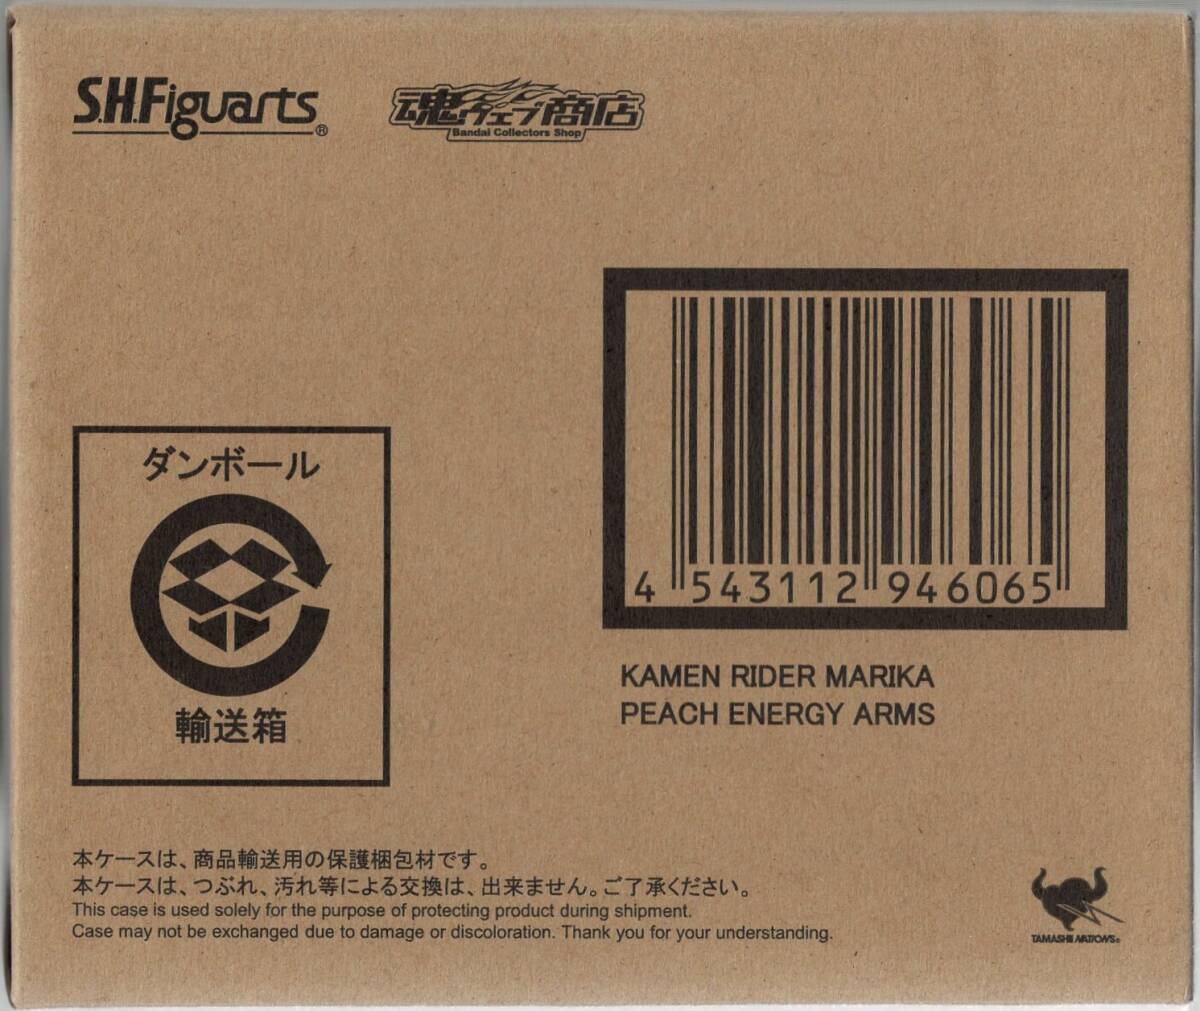 S.H.Figuarts®
魂ウェブ商店
Bandai Collectors Shop
4 543112 946065
KAMEN RIDER MARIKA
PEACH ENERGY ARMS
ダンボール
輸送箱
本ケースは、商品輸送用の保護梱包材です。
本ケースは、つぶれ、汚れ等による交換は、出来ません。ご了承ください。
This case is used solely for the purpose of protecting product during shipment.
Case may not be exchanged due to damage or discoloration. Thank you for your understanding.
TAMASHII NATIONS®